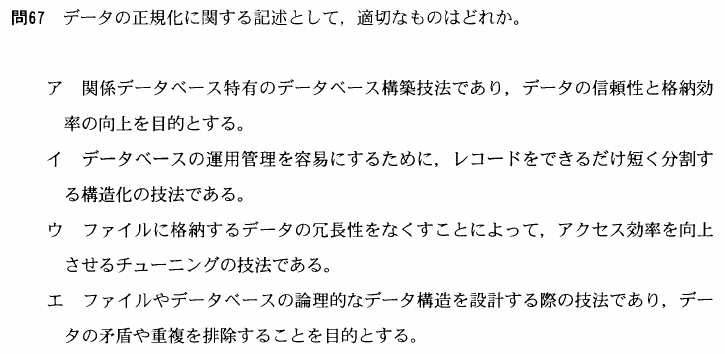 問67　データの正規化に関する記述として，適切なものはどれか。
ア　関係データベース特有のデータベース構築技法であり，データの信頼性と格納効
率の向上を目的とする。
イ　データベースの運用管理を容易にするために，レコードをできるだけ短く分割す
る構造化の技法である。
ウ　ファイルに格納するデータの冗長性をなくすことによって，アクセス効率を向上
させるチューニングの技法である。
エ　ファイルやデータベースの論理的なデータ構造を設計する際の技法であり，デー
タの矛盾や重複を排除することを目的とする。